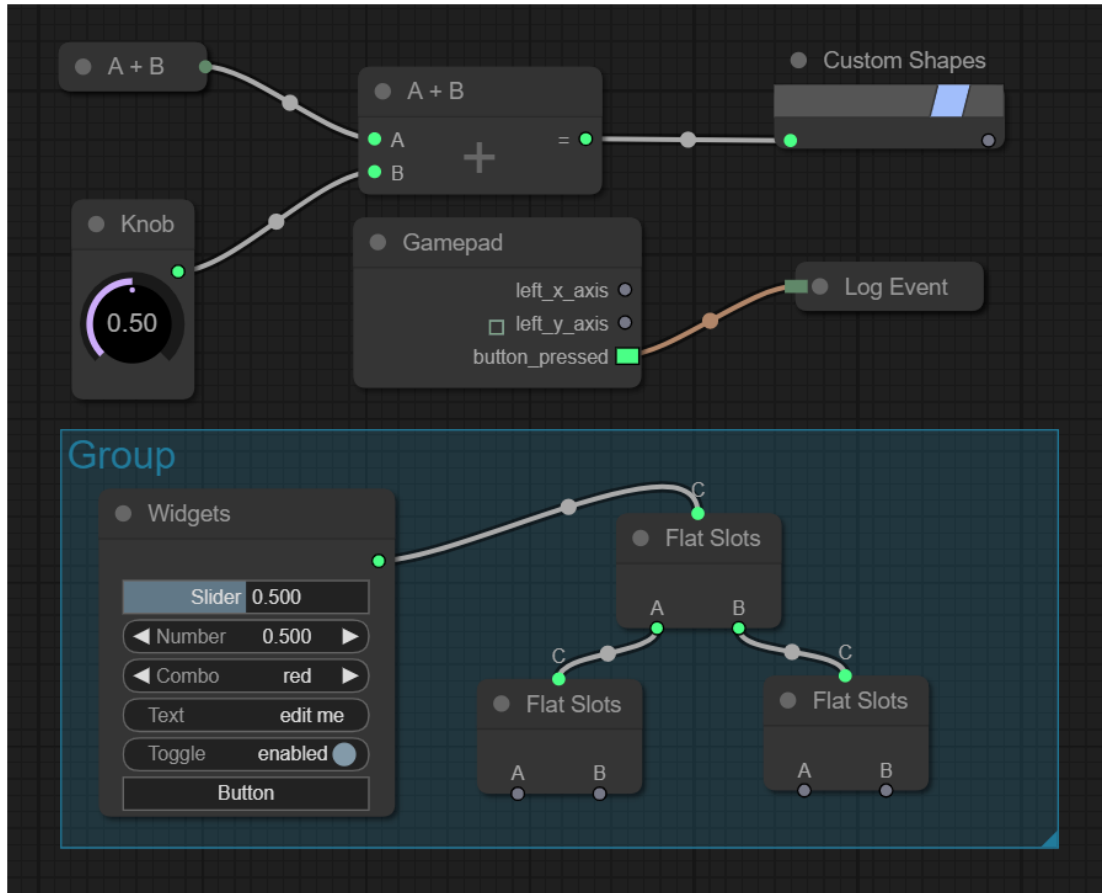 A + B
A + B
A
=
B
+
Custom Shapes
Knob
0.50
Gamepad
left_x_axis
left_y_axis
button_pressed
Log Event
Group
Widgets
Slider 0.500
Number 0.500
Combo red
Text edit me
Toggle enabled
Button
C
Flat Slots
A B
C
Flat Slots
A B
C
Flat Slots
A B